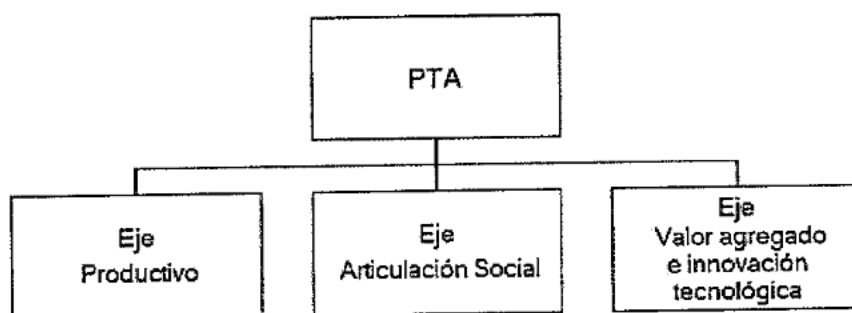 PTA
Eje
Productivo
Eje
Articulación Social
Eje
Valor agregado
e innovación
tecnológica